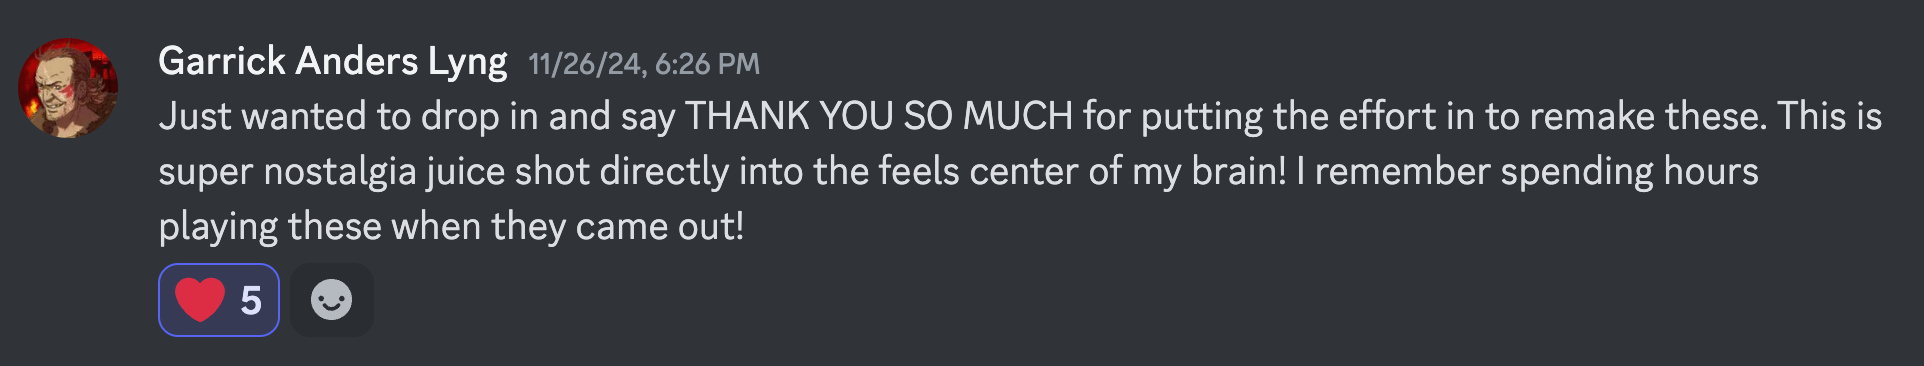 Garrick Anders Lyng 11/26/24, 6:26 PM
Just wanted to drop in and say THANK YOU SO MUCH for putting the effort in to remake these. This is
super nostalgia juice shot directly into the feels center of my brain! I remember spending hours
playing these when they came out!
5